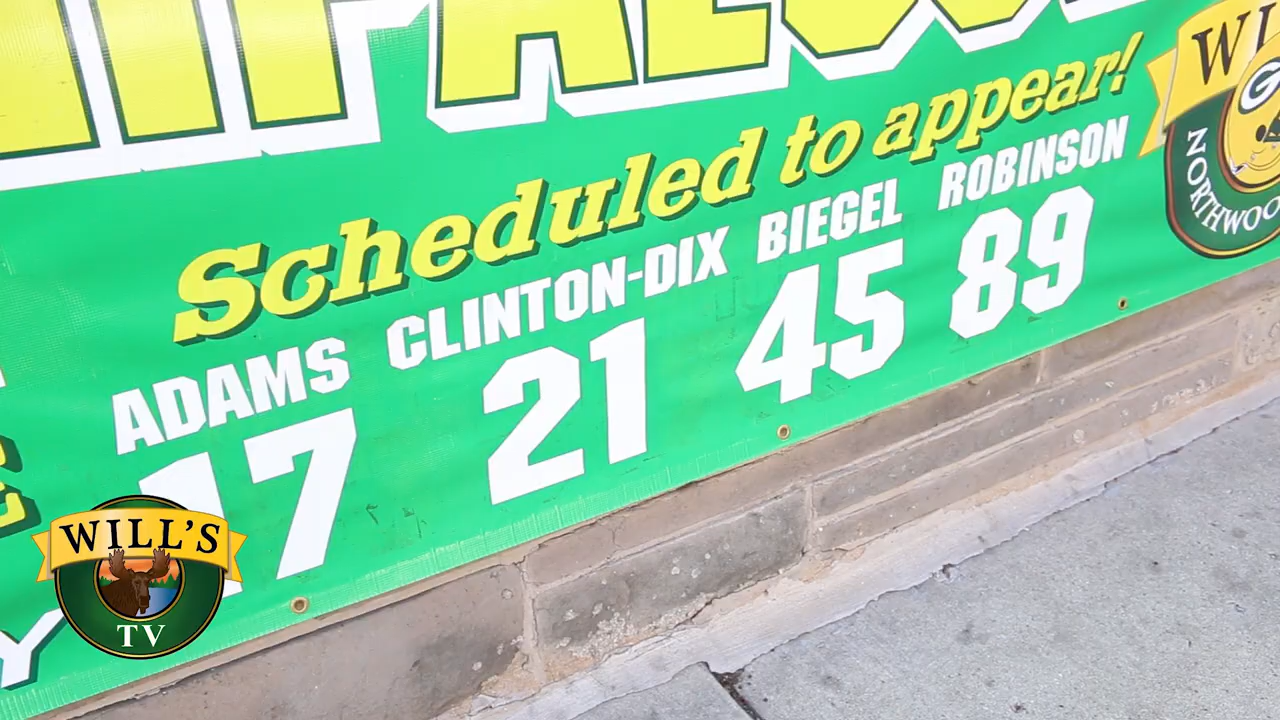 Scheduled to appear!
ADAMS CLINTON-DIX BIEGEL ROBINSON
17 21 45 89
WILL'S
TV